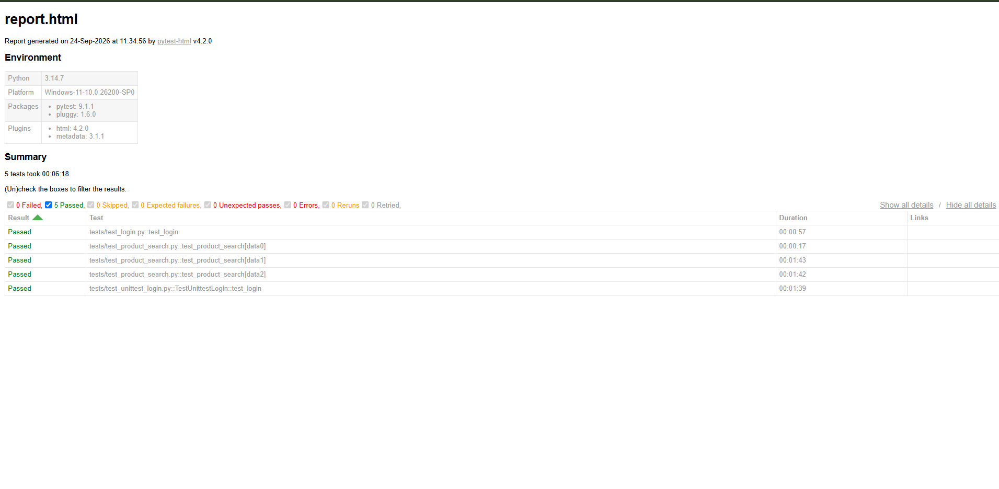 report.html
Report generated on 24-Sep-2026 at 11:34:56 by pytest-html v4.2.0
Environment
Python 3.14.7
Platform Windows-11-10.0.26200-SP0
Packages • pytest: 9.1.1
• pluggy: 1.6.0
Plugins • html: 4.2.0
• metadata: 3.1.1
Summary
5 tests took 00:06:18.
(Un)check the boxes to filter the results.
0 Failed, 5 Passed, 0 Skipped, 0 Expected failures, 0 Unexpected passes, 0 Errors, 0 Reruns 0 Retried, Show all details / Hide all details
Result Test Duration Links
Passed tests/test_login.py::test_login 00:00:57
Passed tests/test_product_search.py::test_product_search[data0] 00:00:17
Passed tests/test_product_search.py::test_product_search[data1] 00:01:43
Passed tests/test_product_search.py::test_product_search[data2] 00:01:42
Passed tests/test_unittest_login.py::TestUnittestLogin::test_login 00:01:39